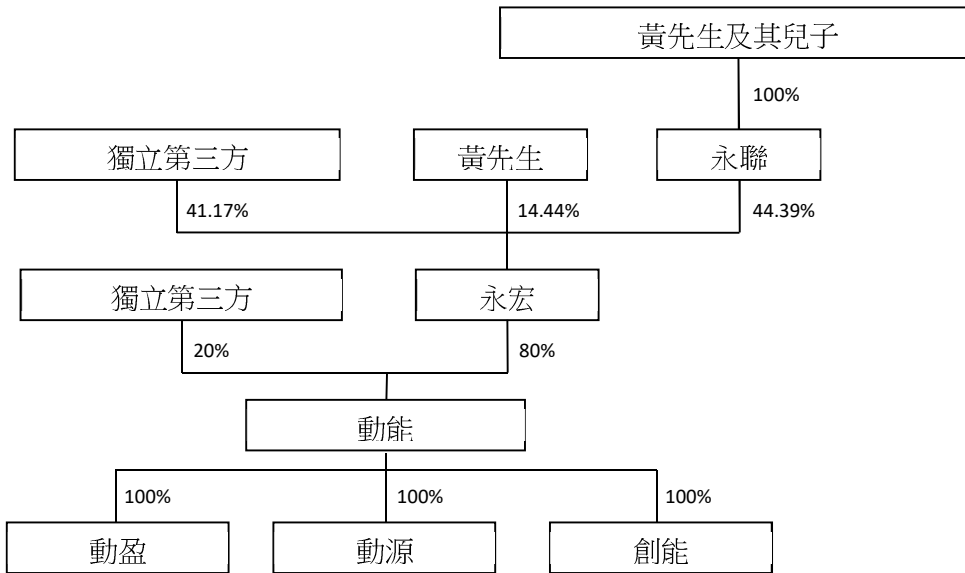 黃先生及其兒子
100%
獨立第三方
黃先生
永聯
41.17%
14.44%
44.39%
獨立第三方
永宏
20%
80%
動能
100%
100%
100%
動盈
動源
創能